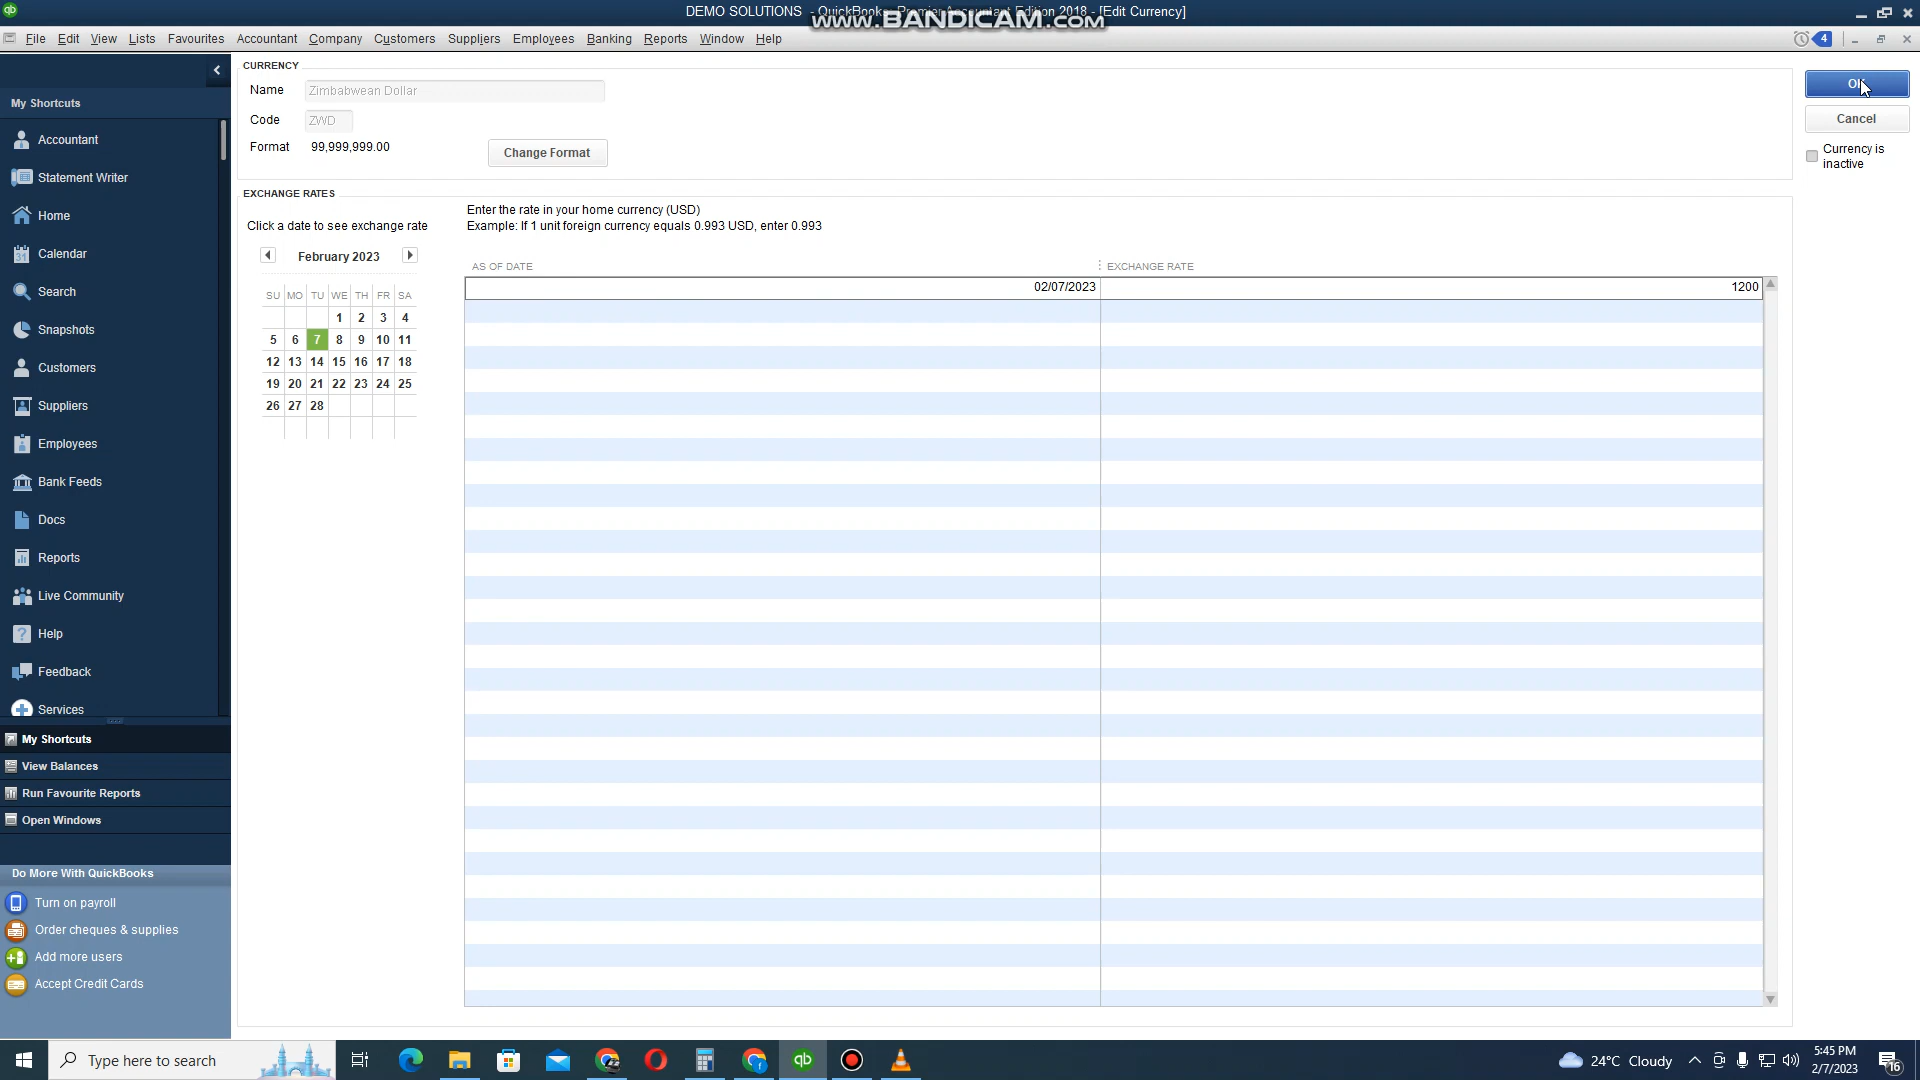 DEMO SOLUTIONS - QuickBooks Premier Accountant Edition 2018 - [Edit Currency]
www.BANDICAM.com
File Edit View Lists Favourites Accountant Company Customers Suppliers Employees Banking Reports Window Help
4
My Shortcuts
Accountant
Statement Writer
Home
Calendar
Search
Snapshots
Customers
Suppliers
Employees
Bank Feeds
Docs
Reports
Live Community
Help
Feedback
Services
My Shortcuts
View Balances
Run Favourite Reports
Open Windows
Do More With QuickBooks
Turn on payroll
Order cheques & supplies
Add more users
Accept Credit Cards
CURRENCY
Name Zimbabwean Dollar
Code ZWD
Format 99,999,999.00 Change Format
OK
Cancel
Currency is
inactive
EXCHANGE RATES
Click a date to see exchange rate
Enter the rate in your home currency (USD)
Example: If 1 unit foreign currency equals 0.993 USD, enter 0.993
February 2023
SU MO TU WE TH FR SA
1 2 3 4
5 6 7 8 9 10 11
12 13 14 15 16 17 18
19 20 21 22 23 24 25
26 27 28
AS OF DATE EXCHANGE RATE
02/07/2023 1200
Type here to search
24°C Cloudy
5:45 PM
2/7/2023
16